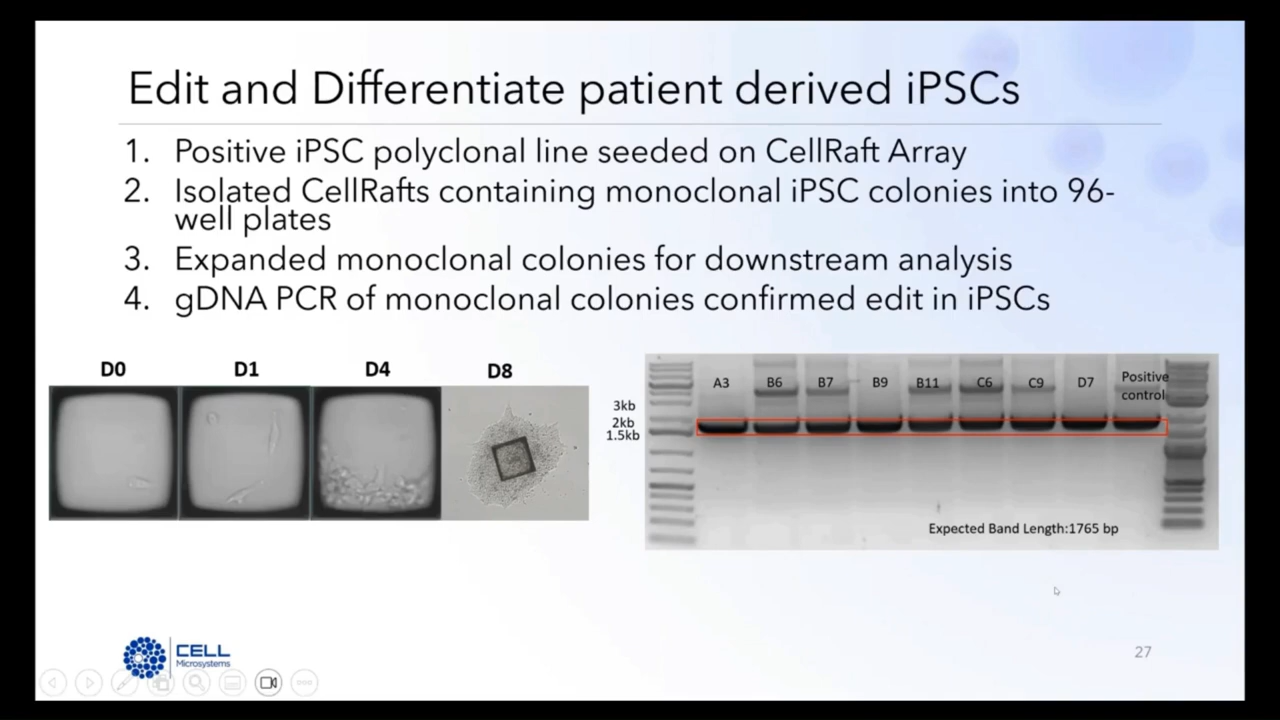 Edit and Differentiate patient derived iPSCs
1. Positive iPSC polyclonal line seeded on CellRaft Array
2. Isolated CellRafts containing monoclonal iPSC colonies into 96-
well plates
3. Expanded monoclonal colonies for downstream analysis
4. gDNA PCR of monoclonal colonies confirmed edit in iPSCs
D0 D1 D4 D8
A3 B6 B7 B9 B11 C6 C9 D7 Positive
control
3kb
2kb
1.5kb
Expected Band Length:1765 bp
CELL
Microsystems
27